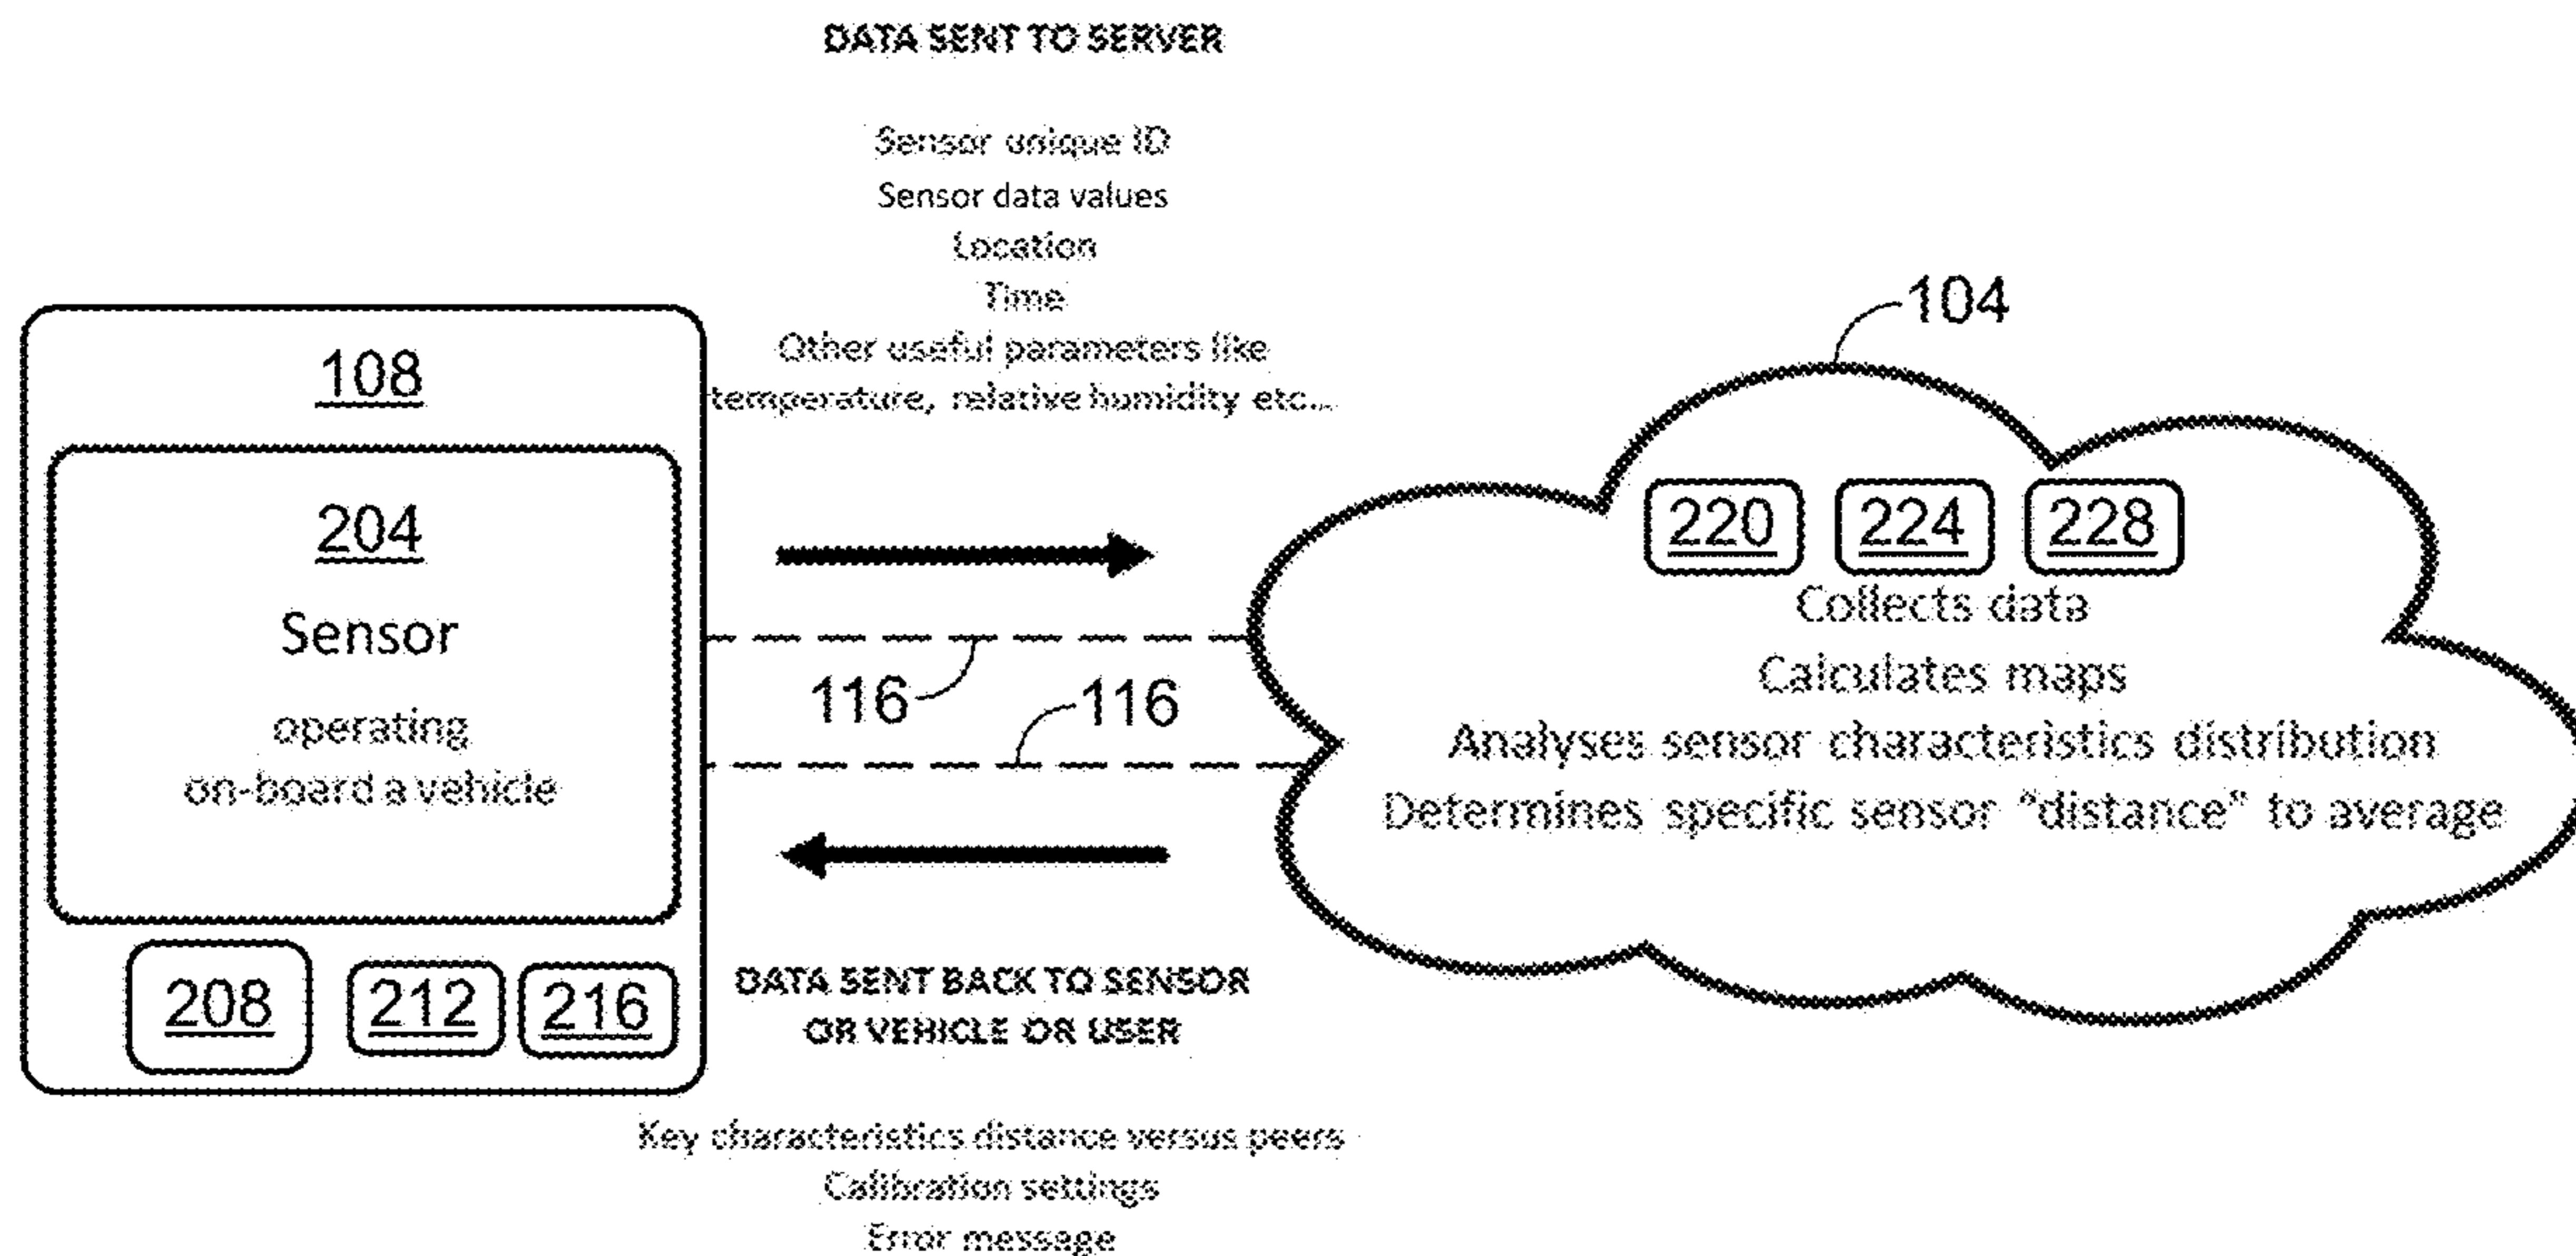 DATA SENT TO SERVER
Sensor unique ID
Sensor data values
Location
Time
Other useful parameters like
temperature, relative humidity etc...
108
204
Sensor
operating
on-board a vehicle
208
212
216
116
116
DATA SENT BACK TO SENSOR
OR VEHICLE OR USER
Key characteristics distance versus peers
Calibration settings
Error message
104
220
224
228
Collects data
Calculates maps
Analyses sensor characteristics distribution
Determines specific sensor "distance" to average